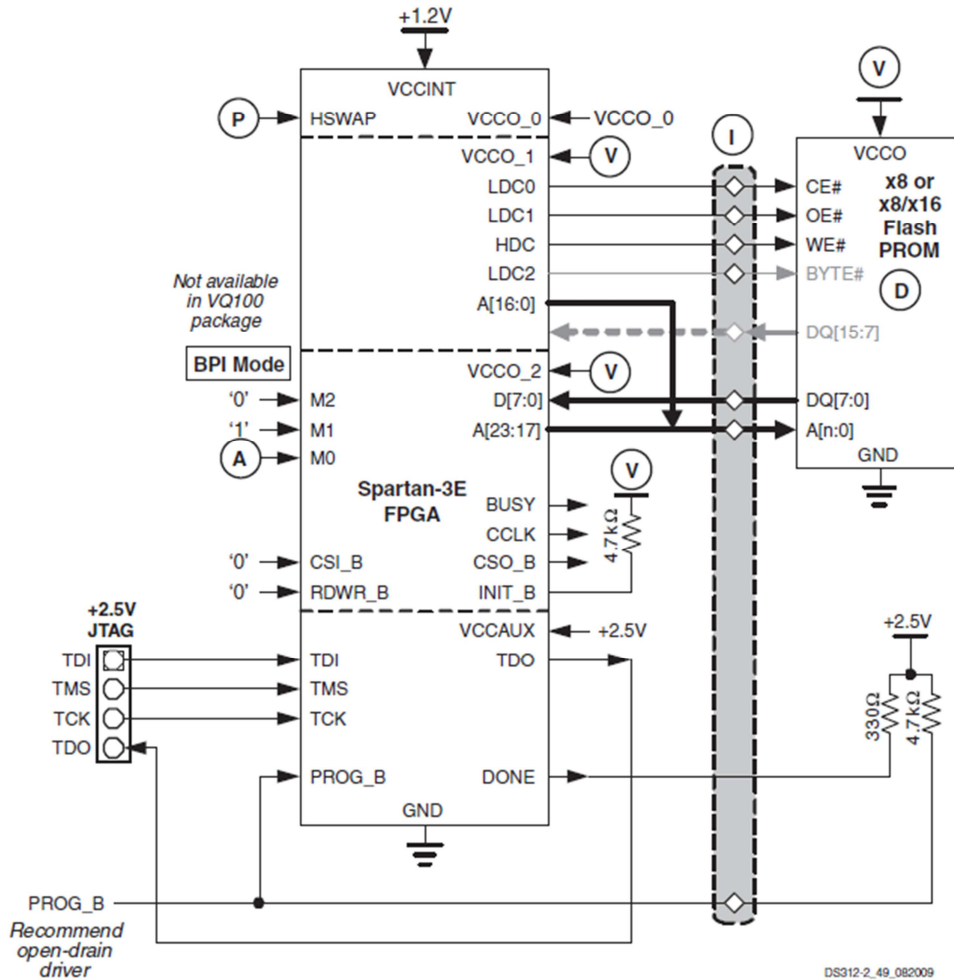 +1.2V
VCCINT
P
HSWAP
VCCO_0
VCCO_0
V
I
VCCO_1
V
VCCO
LDC0
CE#
x8 or
x8/x16
Flash
PROM
LDC1
OE#
HDC
WE#
LDC2
BYTE#
D
Not available
in VQ100
package
A[16:0]
DQ[15:7]
BPI Mode
VCCO_2
V
'0'
M2
D[7:0]
DQ[7:0]
'1'
M1
A[23:17]
A[n:0]
A
M0
GND
V
Spartan-3E
FPGA
BUSY
4.7kΩ
CCLK
'0'
CSI_B
CSO_B
'0'
RDWR_B
INIT_B
+2.5V
JTAG
VCCAUX
+2.5V
+2.5V
TDI
TDI
TDO
TMS
TMS
TCK
TCK
330Ω
4.7kΩ
TDO
PROG_B
DONE
GND
PROG_B
Recommend
open-drain
driver
DS312-2_49_082009